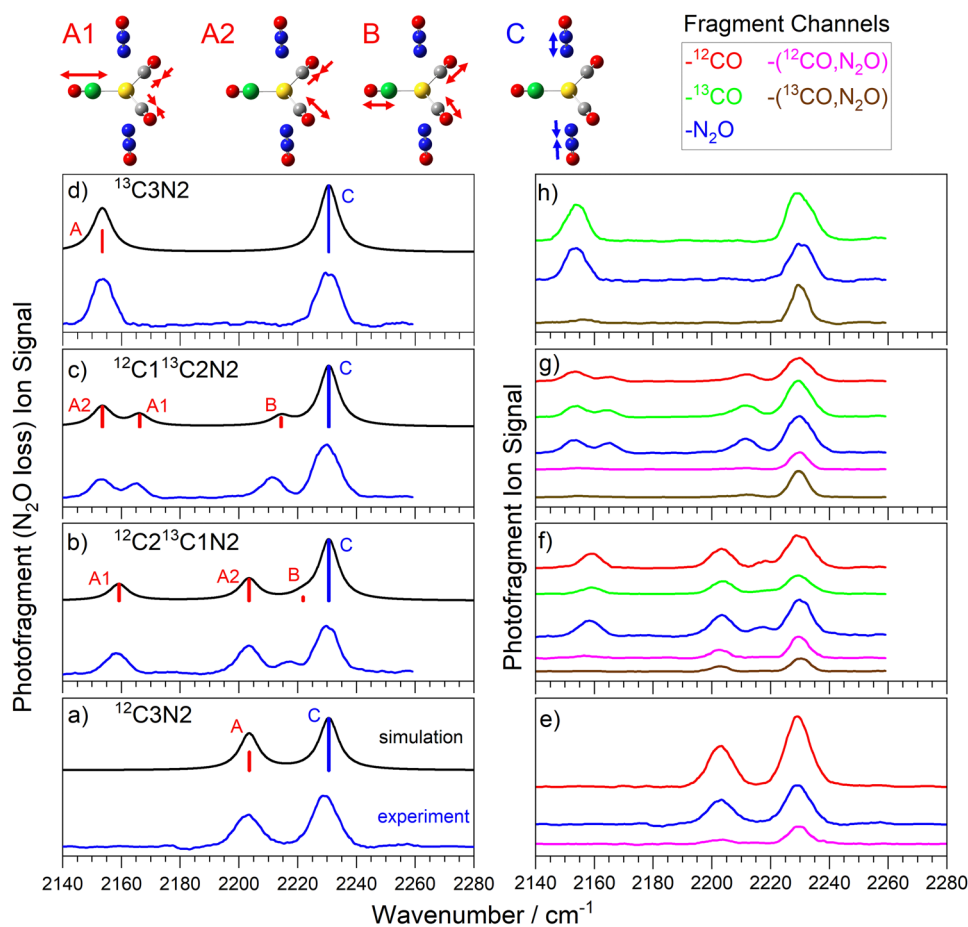 A1
A2
B
C
Fragment Channels
-¹²CO
-(¹²CO,N₂O)
-¹³CO
-(¹³CO,N₂O)
-N₂O
Photofragment (N₂O loss) Ion Signal
d)
¹³C3N2
A
C
c)
¹²C1¹³C2N2
A2
A1
B
C
b)
¹²C2¹³C1N2
A1
A2
B
C
a)
¹²C3N2
A
C
simulation
experiment
2140 2160 2180 2200 2220 2240 2260 2280
Photofragment Ion Signal
h)
g)
f)
e)
2140 2160 2180 2200 2220 2240 2260 2280
Wavenumber / cm⁻¹